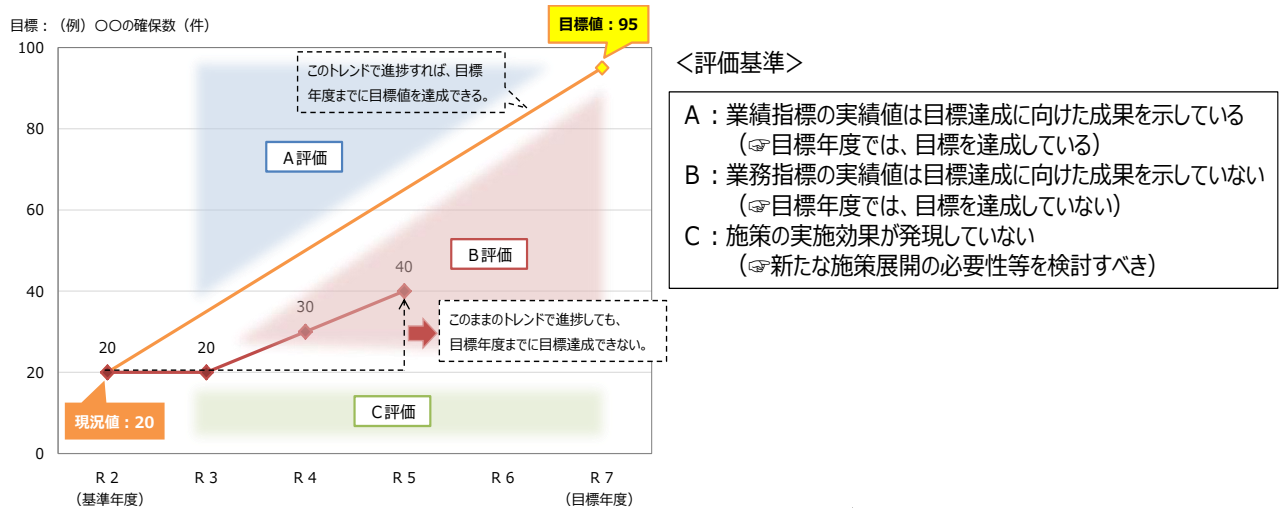 目標：（例）〇〇の確保数（件）
目標値：95
100
80
60
40
20
0
このトレンドで進捗すれば、目標
年度までに目標値を達成できる。
A評価
B評価
C評価
20
20
30
40
このままのトレンドで進捗しても、
目標年度までに目標達成できない。
現況値：20
R２
（基準年度）
R３
R４
R５
R６
R７
（目標年度）
＜評価基準＞
A：業績指標の実績値は目標達成に向けた成果を示している
（☞目標年度では、目標を達成している）
B：業務指標の実績値は目標達成に向けた成果を示していない
（☞目標年度では、目標を達成していない）
C：施策の実施効果が発現していない
（☞新たな施策展開の必要性等を検討すべき）